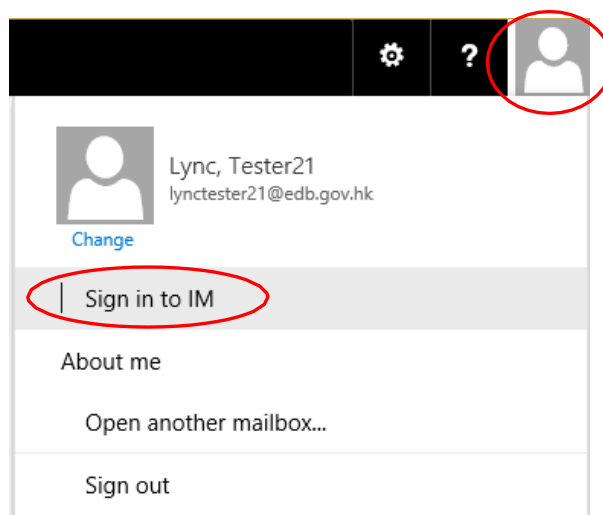 ?
Lync, Tester21
lynctester21@edb.gov.hk
Change
Sign in to IM
About me
Open another mailbox...
Sign out